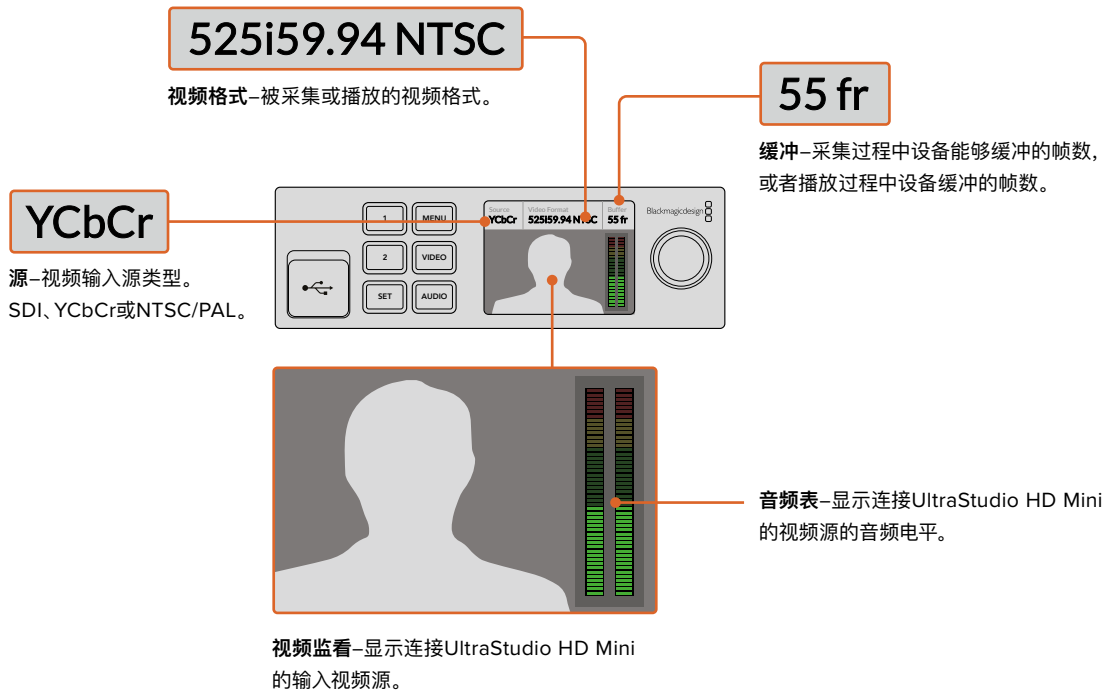 525i59.94 NTSC
视频格式–被采集或播放的视频格式。
55 fr
缓冲–采集过程中设备能够缓冲的帧数，
或者播放过程中设备缓冲的帧数。
YCbCr
源–视频输入源类型。
SDI、YCbCr或NTSC/PAL。
1
MENU
2
VIDEO
SET
AUDIO
Source
Video Format
Buffer
YCbCr
525I59.94 NTSC
55 fr
Blackmagicdesign
音频表–显示连接UltraStudio HD Mini
的视频源的音频电平。
视频监看–显示连接UltraStudio HD Mini
的输入视频源。